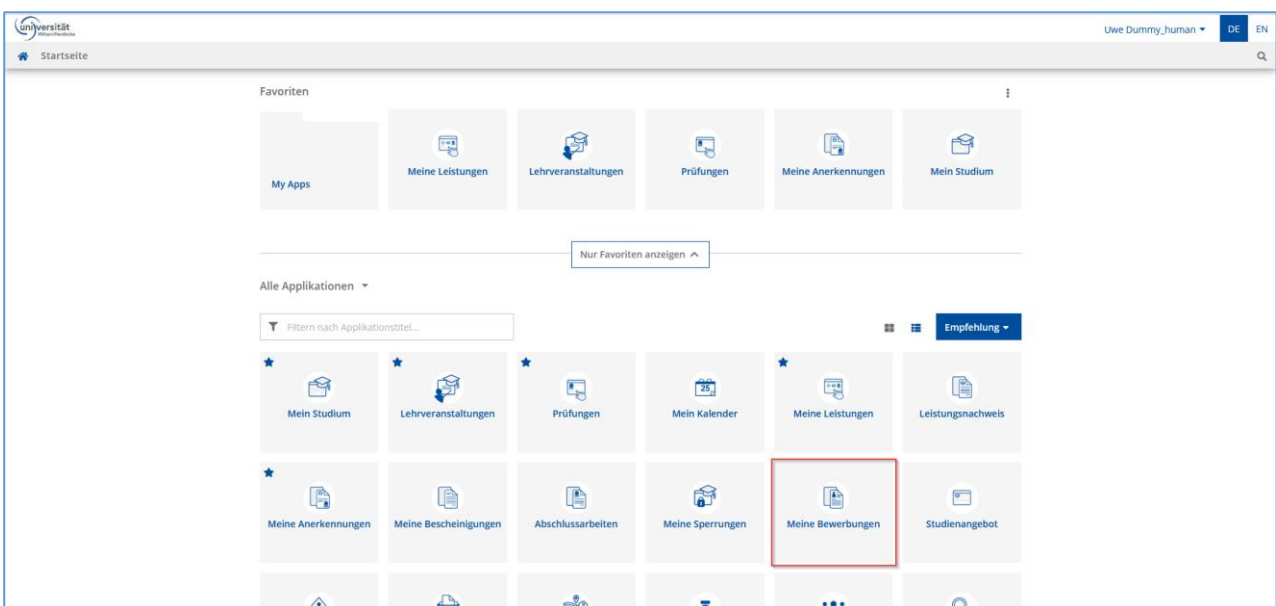 universität
Witten/Herdecke
Uwe Dummy_human
DE
EN
Startseite
Favoriten
My Apps
Meine Leistungen
Lehrveranstaltungen
Prüfungen
Meine Anerkennungen
Mein Studium
Nur Favoriten anzeigen
Alle Applikationen
Filtern nach Applikationstitel...
Empfehlung
Mein Studium
Lehrveranstaltungen
Prüfungen
25
Mein Kalender
Meine Leistungen
Leistungsnachweis
Meine Anerkennungen
Meine Bescheinigungen
Abschlussarbeiten
Meine Sperrungen
Meine Bewerbungen
Studienangebot